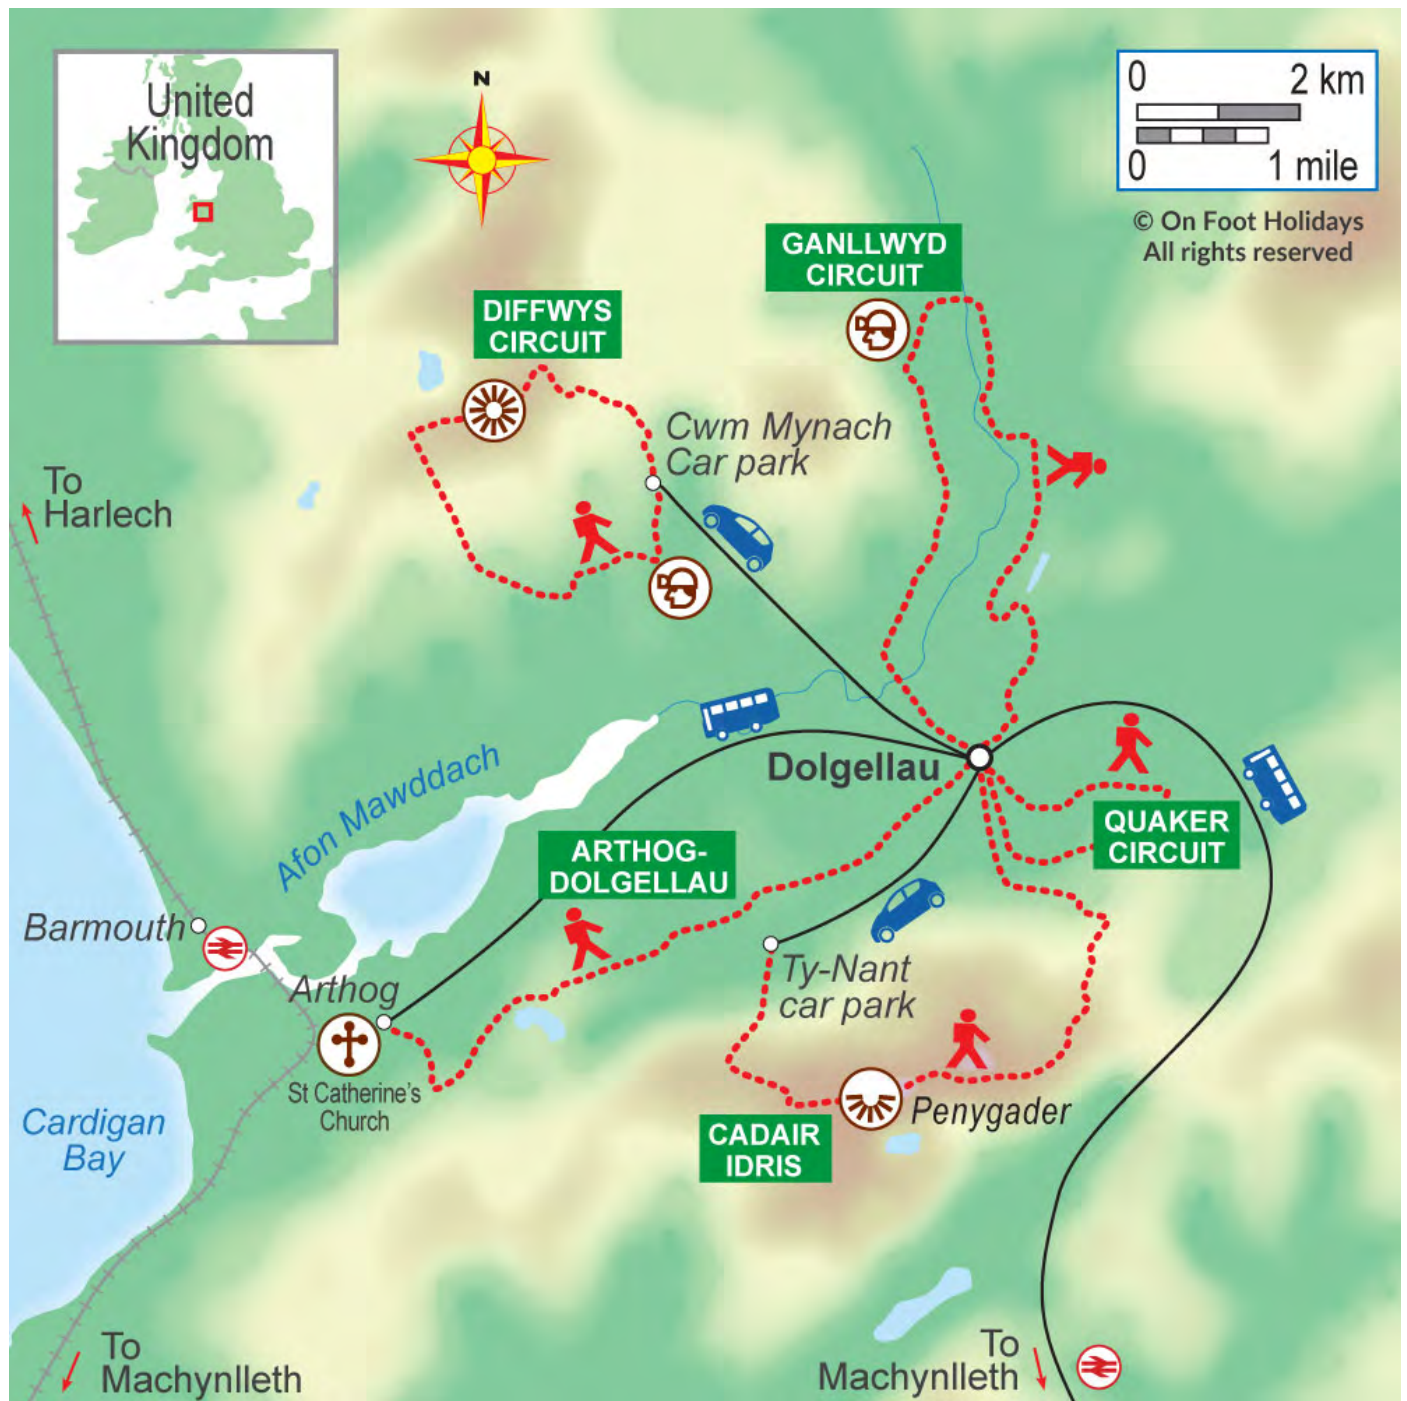 United
Kingdom
N
0
2 km
0
1 mile
© On Foot Holidays
All rights reserved
GANLLWYD
CIRCUIT
DIFFWYS
CIRCUIT
Cwm Mynach
Car park
To
Harlech
Dolgellau
Afon Mawddach
QUAKER
CIRCUIT
ARTHOG-
DOLGELLAU
Barmouth
Arthog
Ty-Nant
car park
St Catherine's
Church
Penygader
Cardigan
Bay
CADAIR
IDRIS
To
Machynlleth
To
Machynlleth